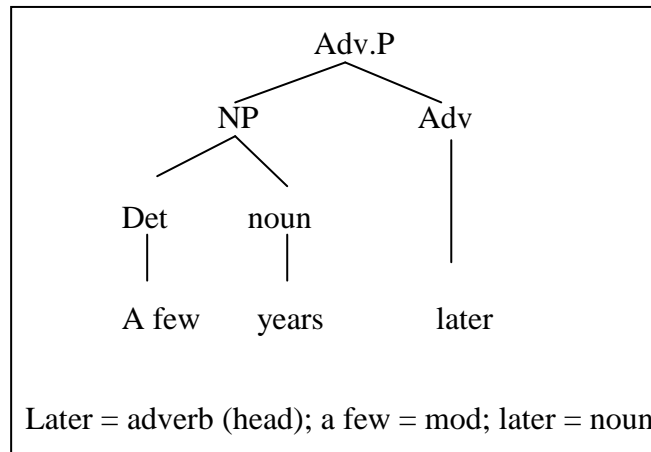 Adv.P
NP Adv
Det noun
A few years later
Later = adverb (head); a few = mod; later = noun